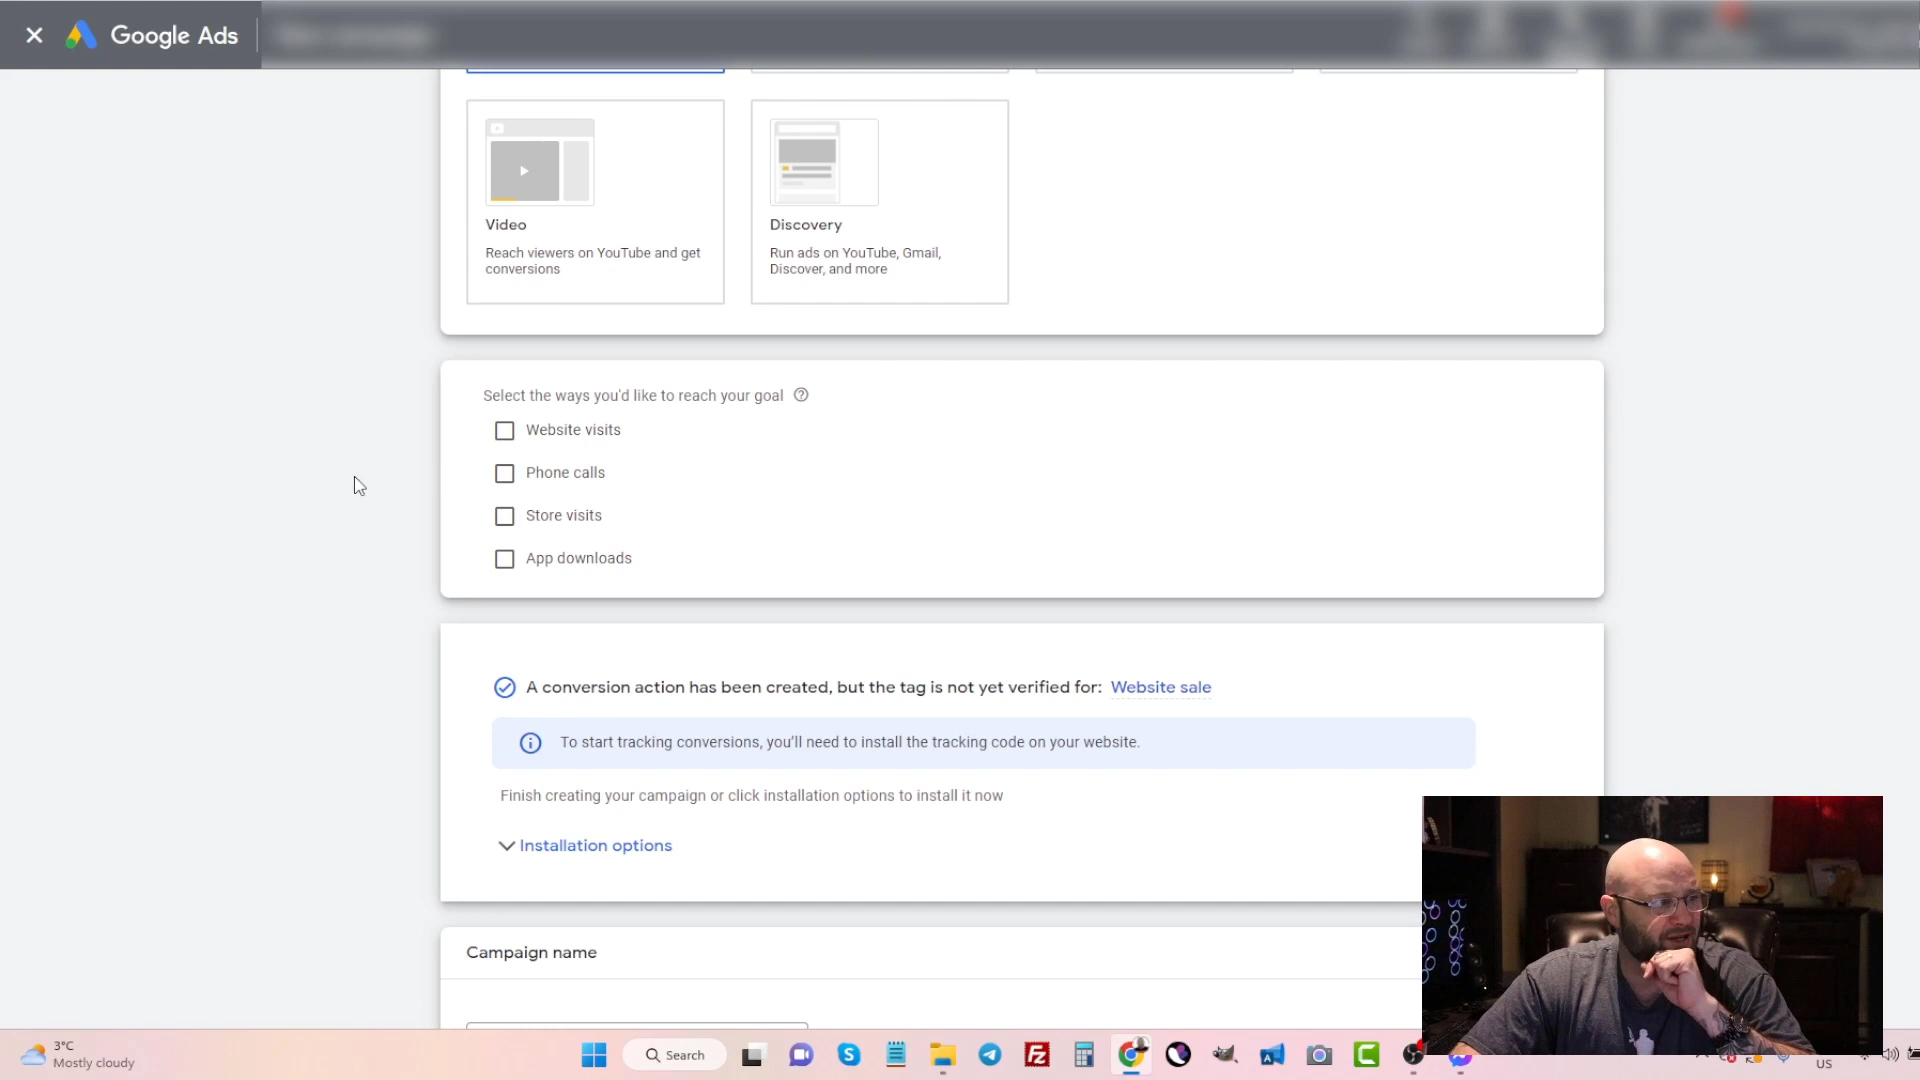 Google Ads
Video
Reach viewers on YouTube and get
conversions
Discovery
Run ads on YouTube, Gmail,
Discover, and more
Select the ways you'd like to reach your goal
Website visits
Phone calls
Store visits
App downloads
A conversion action has been created, but the tag is not yet verified for: Website sale
To start tracking conversions, you'll need to install the tracking code on your website.
Finish creating your campaign or click installation options to install it now
Installation options
Campaign name
3°C
Mostly cloudy
Search
US